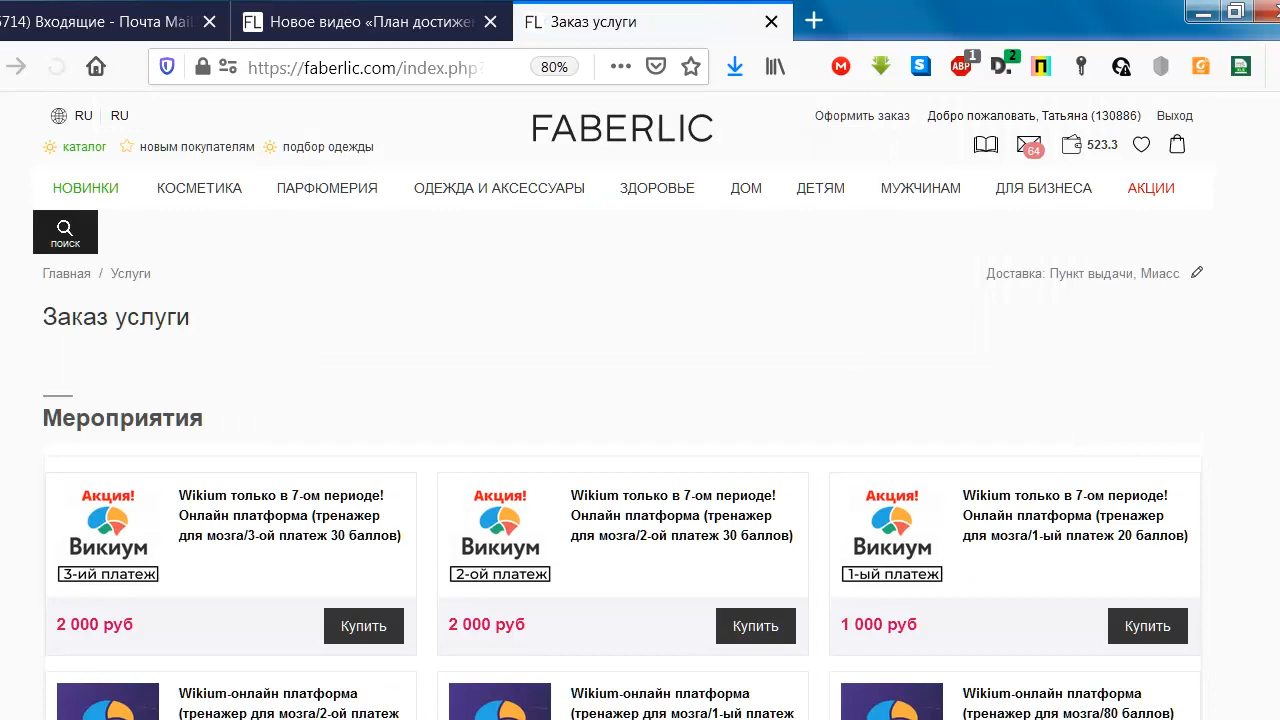 5714) Входящие - Почта Mail
Новое видео «План достиже
Заказ услуги
https://faberlic.com/index.php?
80%
ABP
1
2
RU RU
FABERLIC
Оформить заказ Добро пожаловать, Татьяна (130886) Выход
каталог новым покупателям подбор одежды
64 523.3
НОВИНКИ КОСМЕТИКА ПАРФЮМЕРИЯ ОДЕЖДА И АКСЕССУАРЫ ЗДОРОВЬЕ ДОМ ДЕТЯМ МУЖЧИНАМ ДЛЯ БИЗНЕСА АКЦИИ
ПОИСК
Главная / Услуги
Доставка: Пункт выдачи, Миасс
Заказ услуги
Мероприятия
Акция!
Викиум
3-ий платеж
Wikium только в 7-ом периоде!
Онлайн платформа (тренажер
для мозга/3-ой платеж 30 баллов)
2 000 руб
Купить
Акция!
Викиум
2-ой платеж
Wikium только в 7-ом периоде!
Онлайн платформа (тренажер
для мозга/2-ой платеж 30 баллов)
2 000 руб
Купить
Акция!
Викиум
1-ый платеж
Wikium только в 7-ом периоде!
Онлайн платформа (тренажер
для мозга/1-ый платеж 20 баллов)
1 000 руб
Купить
Wikium-онлайн платформа
(тренажер для мозга/2-ой платеж
Wikium-онлайн платформа
(тренажер для мозга/1-ый платеж
Wikium-онлайн платформа
(тренажер для мозга/80 баллов)